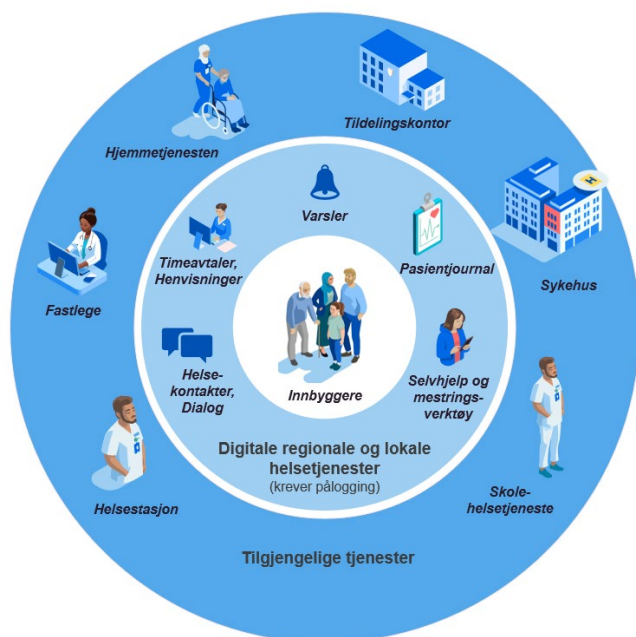 Tildelingskontor
Hjemmetjenesten
Varsler
Timeavtaler,
Henvisninger
Pasientjournal
Sykehus
Fastlege
Helse-
kontakter,
Dialog
Innbyggere
Selvhjelp og
mestrings-
verktøy
Digitale regionale og lokale
helsetjenester
(krever pålogging)
Helsestasjon
Skole-
helsetjeneste
Tilgjengelige tjenester
H